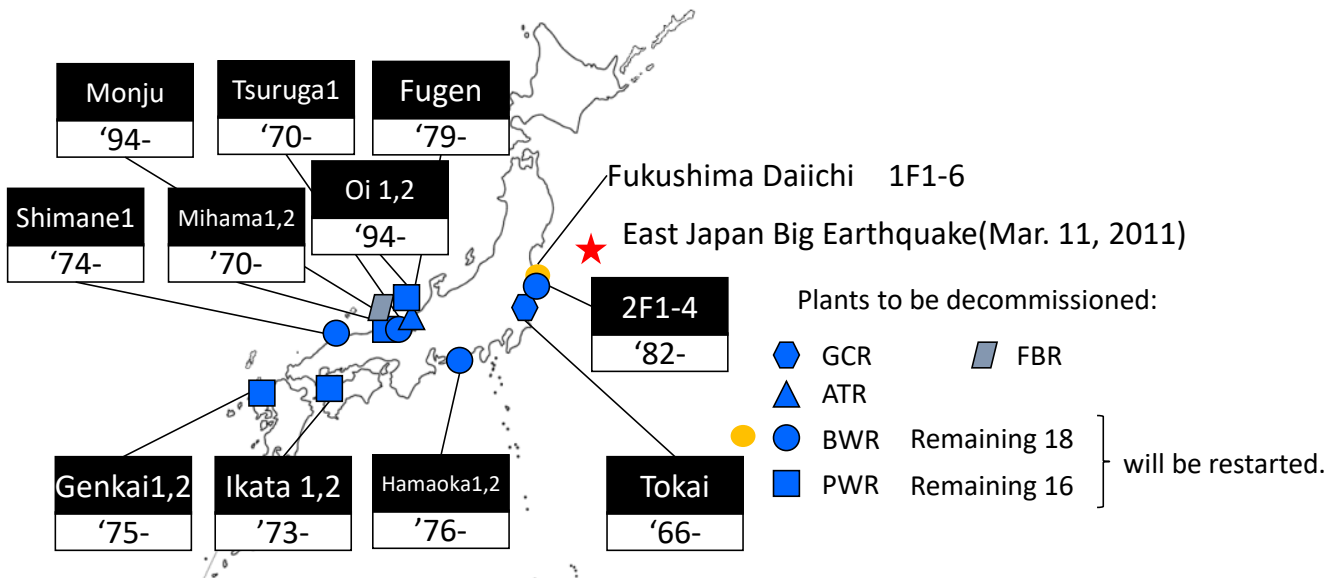 Monju
‘94-
Tsuruga1
‘70-
Fugen
‘79-
Shimane1
‘74-
Mihama1,2
’70-
Oi 1,2
‘94-
Fukushima Daiichi 1F1-6
East Japan Big Earthquake(Mar. 11, 2011)
2F1-4
‘82-
Plants to be decommissioned:
GCR FBR
ATR
BWR Remaining 18
PWR Remaining 16
will be restarted.
Genkai1,2
‘75-
Ikata 1,2
’73-
Hamaoka1,2
’76-
Tokai
‘66-